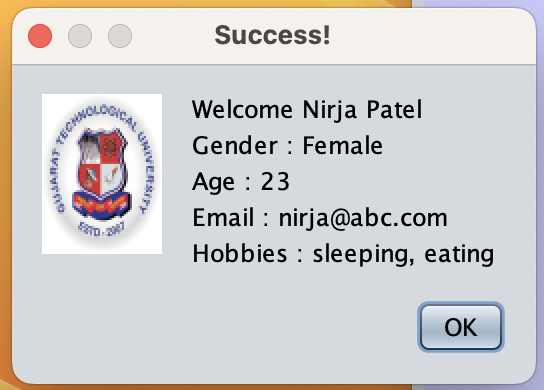 Success!
GUJARAT TECHNOLOGICAL UNIVERSITY
ESTD - 2007
Welcome Nirja Patel
Gender : Female
Age : 23
Email : nirja@abc.com
Hobbies : sleeping, eating
OK